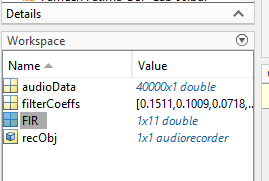 Details
Workspace
Name Value
audioData 40000x1 double
filterCoeffs [0.1511,0.1009,0.0718,...
FIR 1x11 double
recObj 1x1 audiorecorder